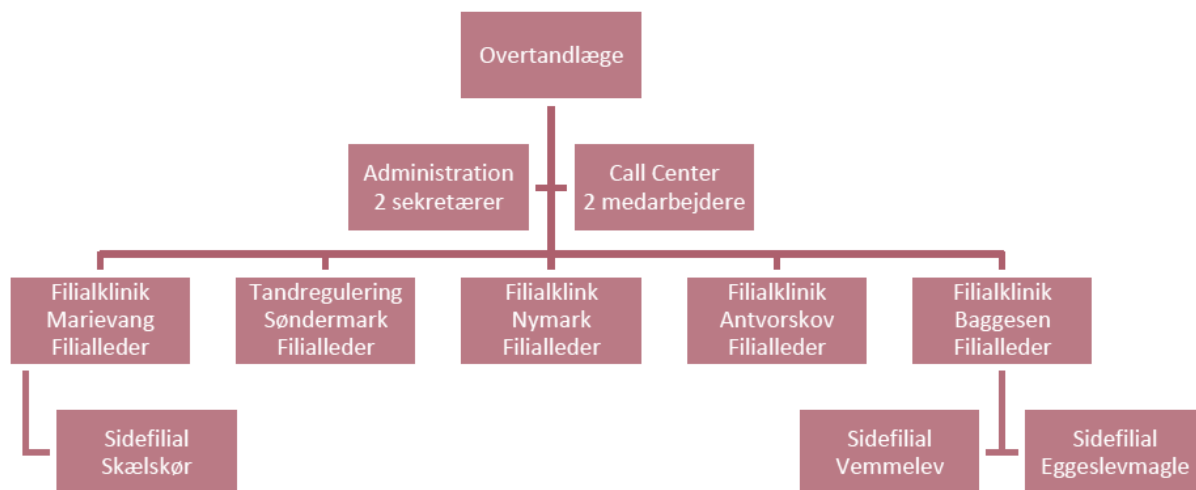 Overtandlæge
Administration
2 sekretærer
Call Center
2 medarbejdere
Filialklinik
Marievang
Filialleder
Tandregulering
Søndermark
Filialleder
Filialklink
Nymark
Filialleder
Filialklinik
Antvorskov
Filialleder
Filialklinik
Baggesen
Filialleder
Sidefilial
Skælskør
Sidefilial
Vemmelev
Sidefilial
Eggeslevmagle